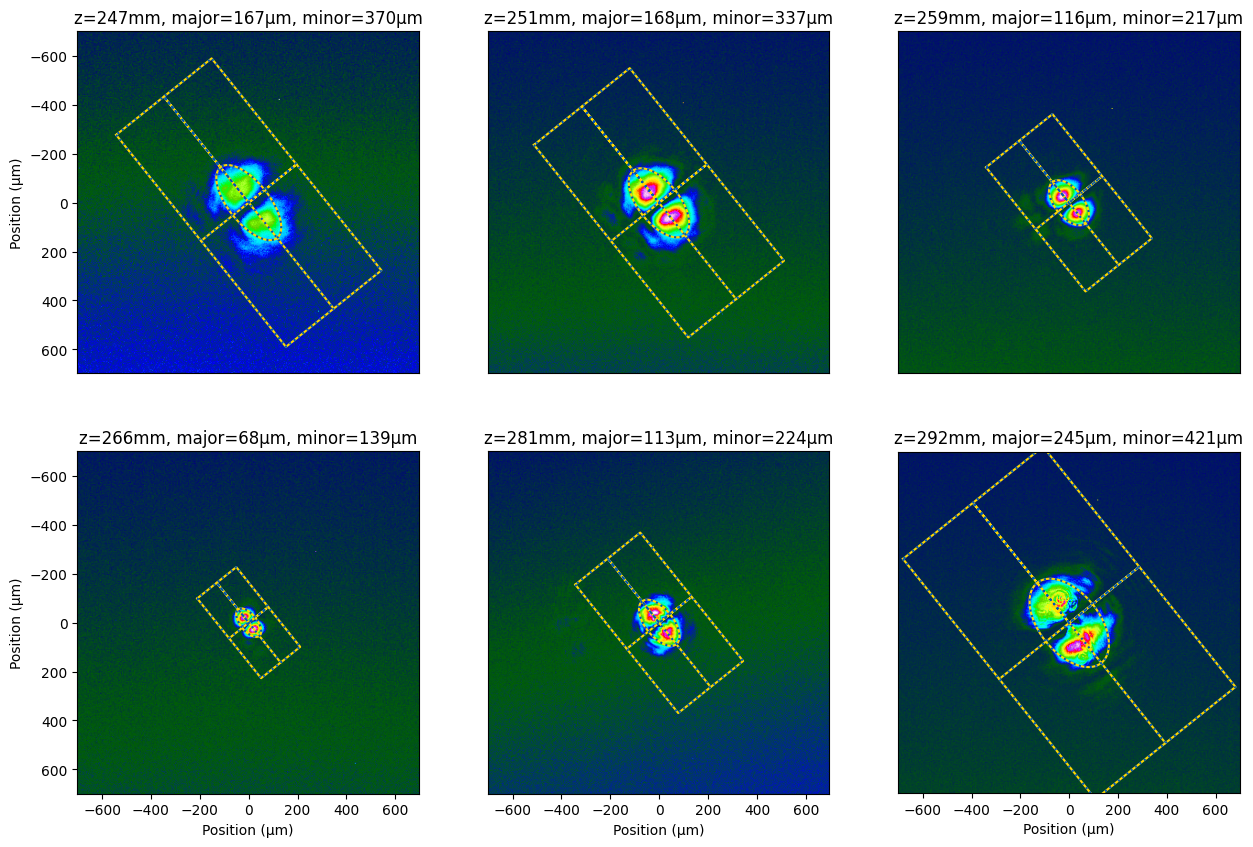 z=247mm, major=167µm, minor=370µm
z=251mm, major=168µm, minor=337µm
z=259mm, major=116µm, minor=217µm
Position (µm)
−600
−400
−200
0
200
400
600
z=266mm, major=68µm, minor=139µm
z=281mm, major=113µm, minor=224µm
z=292mm, major=245µm, minor=421µm
Position (µm)
−600
−400
−200
0
200
400
600
−600 −400 −200 0 200 400 600
−600 −400 −200 0 200 400 600
−600 −400 −200 0 200 400 600
Position (µm)
Position (µm)
Position (µm)